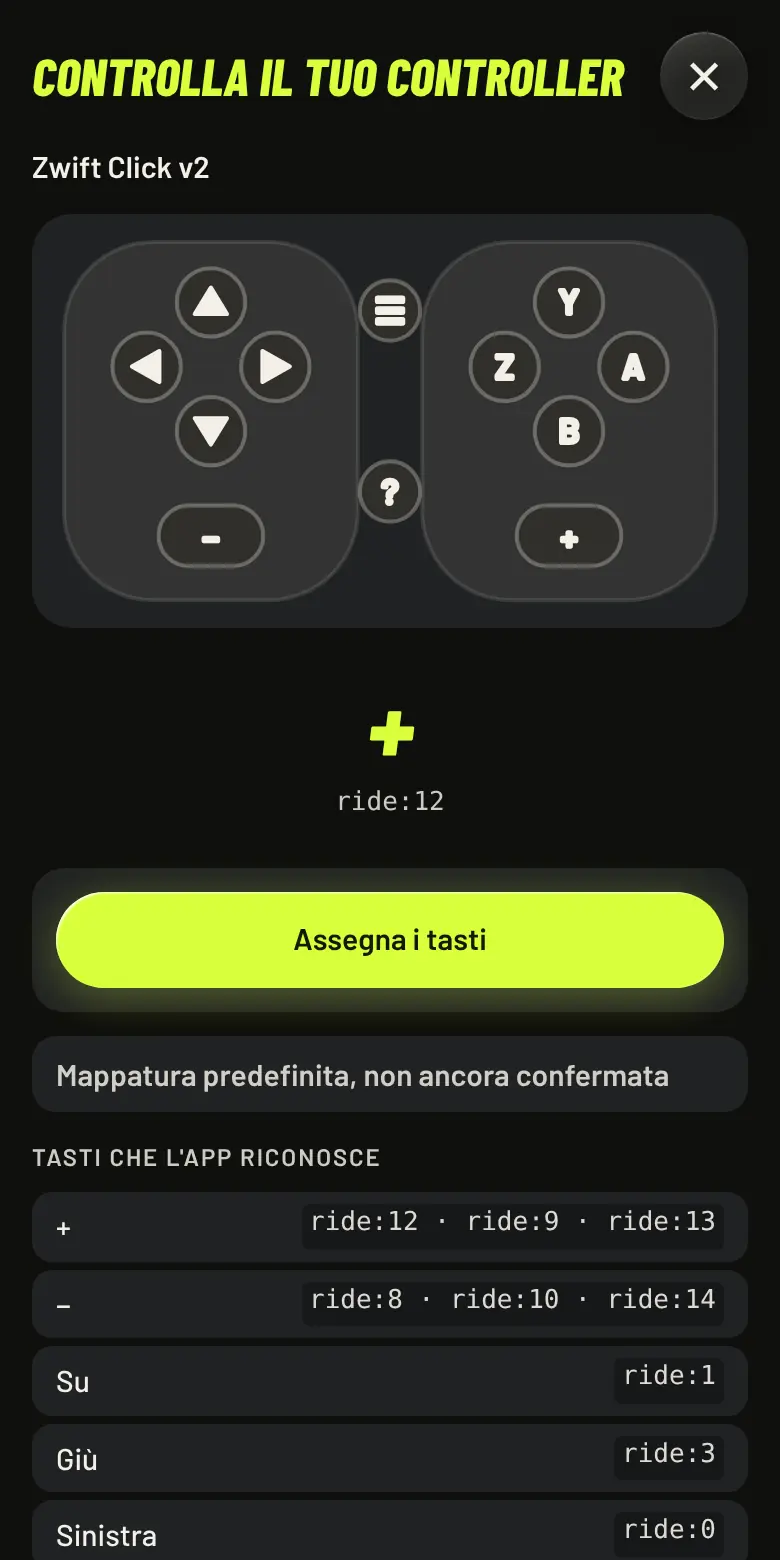 CONTROLLA IL TUO CONTROLLER
Zwift Click v2
Y
Z A
B
?
- +
+
ride:12
Assegna i tasti
Mappatura predefinita, non ancora confermata
TASTI CHE L'APP RICONOSCE
+ ride:12 · ride:9 · ride:13
− ride:8 · ride:10 · ride:14
Su ride:1
Giù ride:3
Sinistra ride:0